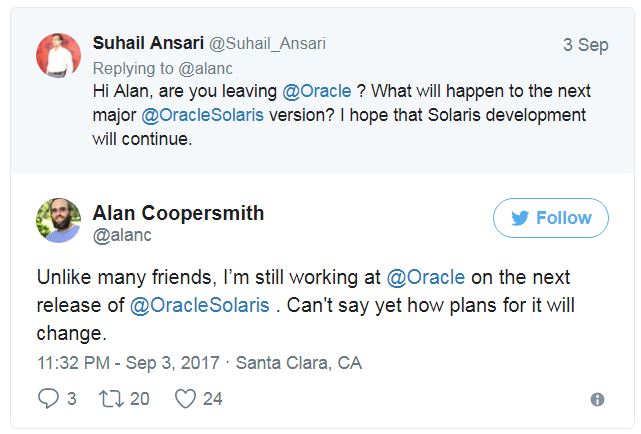 Suhail Ansari @Suhail_Ansari 3 Sep
Replying to @alanc
Hi Alan, are you leaving @Oracle ? What will happen to the next
major @OracleSolaris version? I hope that Solaris development
will continue.
Alan Coopersmith
@alanc
Follow
Unlike many friends, I’m still working at @Oracle on the next
release of @OracleSolaris . Can't say yet how plans for it will
change.
11:32 PM - Sep 3, 2017 · Santa Clara, CA
3 20 24